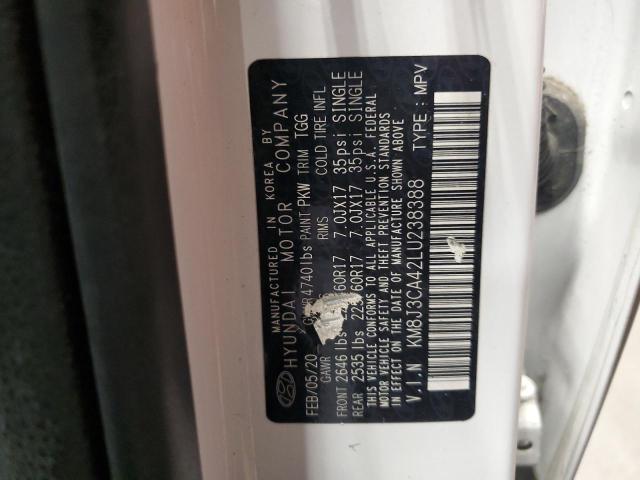 MANUFACTURED IN KOREA BY
HYUNDAI MOTOR COMPANY
FEB/05/20 4740lbs PAINT PKW TRIM TGG
GAWR RIMS COLD TIRE INFL
FRONT 2646 lbs 60R17 7.0JX17 35psi SINGLE
REAR 2535 lbs 60R17 7.0JX17 35psi SINGLE
THIS VEHICLE CONFORMS TO ALL APPLICABLE U.S.A. FEDERAL
MOTOR VEHICLE SAFETY AND THEFT PREVENTION STANDARDS
IN EFFECT ON THE DATE OF MANUFACTURE SHOWN ABOVE
V.I.N KM8J3CA42LU238388 TYPE : MPV